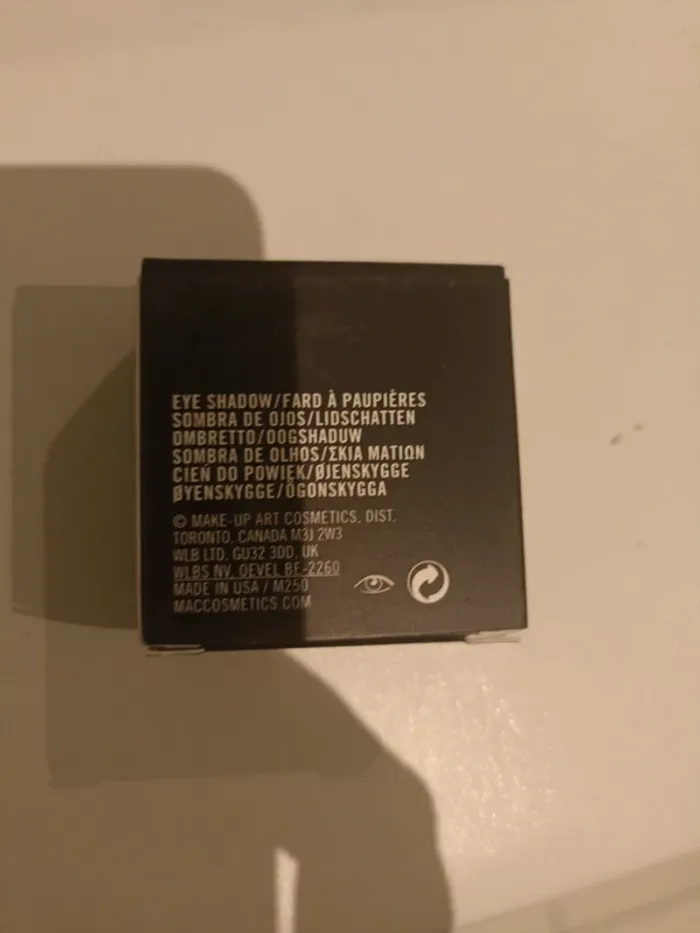 EYE SHADOW/FARD À PAUPIÈRES
SOMBRA DE OJOS/LIDSCHATTEN
OMBRETTO/OOGSHADUW
SOMBRA DE OLHOS/ΣΚΙΑ ΜΑΤΙΩΝ
CIEŃ DO POWIEK/ØJENSKYGGE
ØYENSKYGGE/ÖGONSKYGGA
© MAKE-UP ART COSMETICS, DIST.
TORONTO, CANADA M3J 2W3
WLB LTD. GU32 3DD. UK
WLBS NV, OEVEL BE-2260
MADE IN USA / M250
MACCOSMETICS.COM